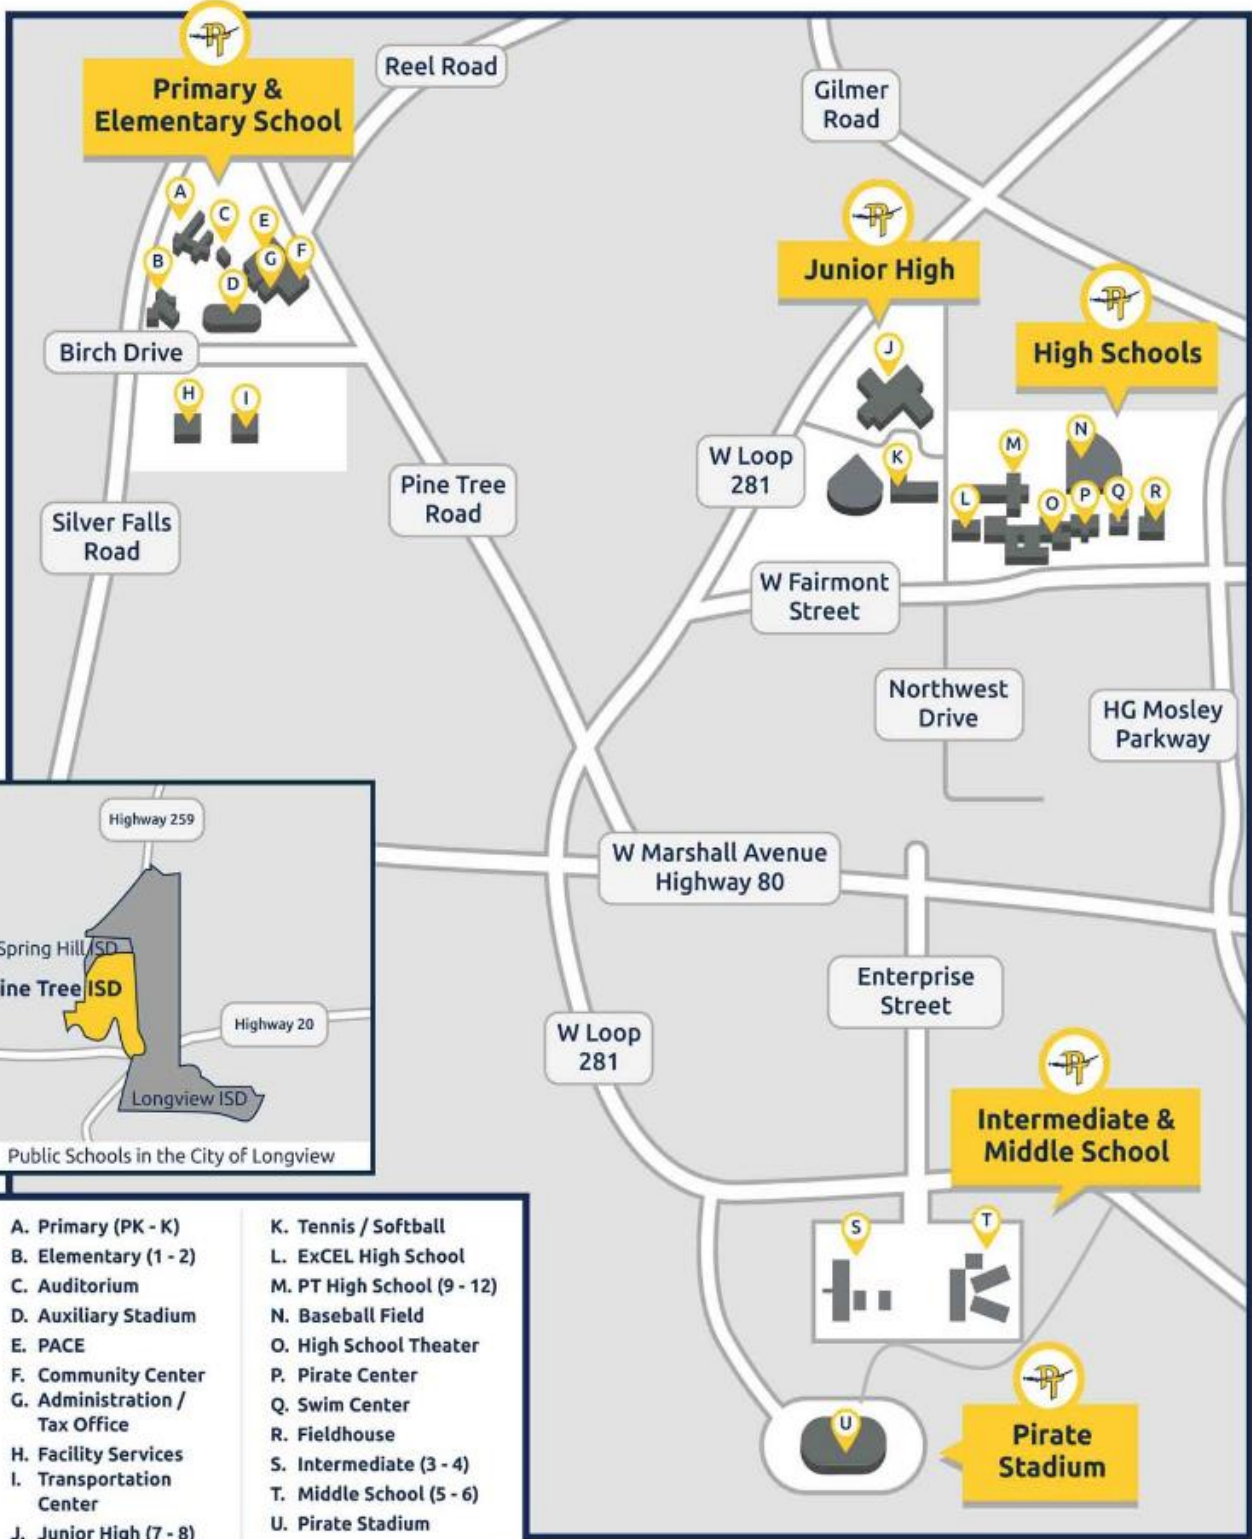 Reel Road
Gilmer
Road
Primary &
Elementary School
A
C
E
B
G
F
D
Birch Drive
H
I
Silver Falls
Road
Pine Tree
Road
Junior High
High Schools
J
W Loop
281
K
N
M
L
O
P
Q
R
W Fairmont
Street
Northwest
Drive
HG Mosley
Parkway
W Marshall Avenue
Highway 80
Enterprise
Street
W Loop
281
Intermediate &
Middle School
S
T
U
Pirate
Stadium
Highway 259
Spring Hill ISD
ine Tree ISD
Highway 20
Longview ISD
Public Schools in the City of Longview
A. Primary (PK - K)
B. Elementary (1 - 2)
C. Auditorium
D. Auxiliary Stadium
E. PACE
F. Community Center
G. Administration /
Tax Office
H. Facility Services
I. Transportation
Center
J. Junior High (7 - 8)
K. Tennis / Softball
L. ExCEL High School
M. PT High School (9 - 12)
N. Baseball Field
O. High School Theater
P. Pirate Center
Q. Swim Center
R. Fieldhouse
S. Intermediate (3 - 4)
T. Middle School (5 - 6)
U. Pirate Stadium